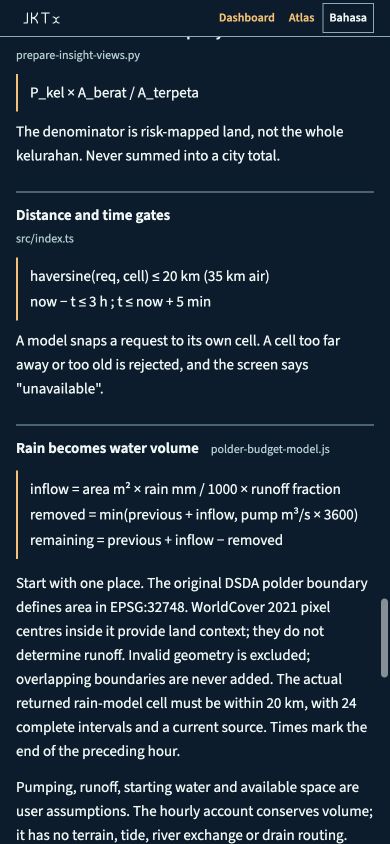 JKTx
Dashboard Atlas Bahasa
prepare-insight-views.py
P_kel × A_berat / A_terpeta
The denominator is risk-mapped land, not the whole
kelurahan. Never summed into a city total.
Distance and time gates
src/index.ts
haversine(req, cell) ≤ 20 km (35 km air)
now − t ≤ 3 h ; t ≤ now + 5 min
A model snaps a request to its own cell. A cell too far
away or too old is rejected, and the screen says
"unavailable".
Rain becomes water volume polder-budget-model.js
inflow = area m² × rain mm / 1000 × runoff fraction
removed = min(previous + inflow, pump m³/s × 3600)
remaining = previous + inflow − removed
Start with one place. The original DSDA polder boundary
defines area in EPSG:32748. WorldCover 2021 pixel
centres inside it provide land context; they do not
determine runoff. Invalid geometry is excluded;
overlapping boundaries are never added. The actual
returned rain-model cell must be within 20 km, with 24
complete intervals and a current source. Times mark the
end of the preceding hour.
Pumping, runoff, starting water and available space are
user assumptions. The hourly account conserves volume;
it has no terrain, tide, river exchange or drain routing.